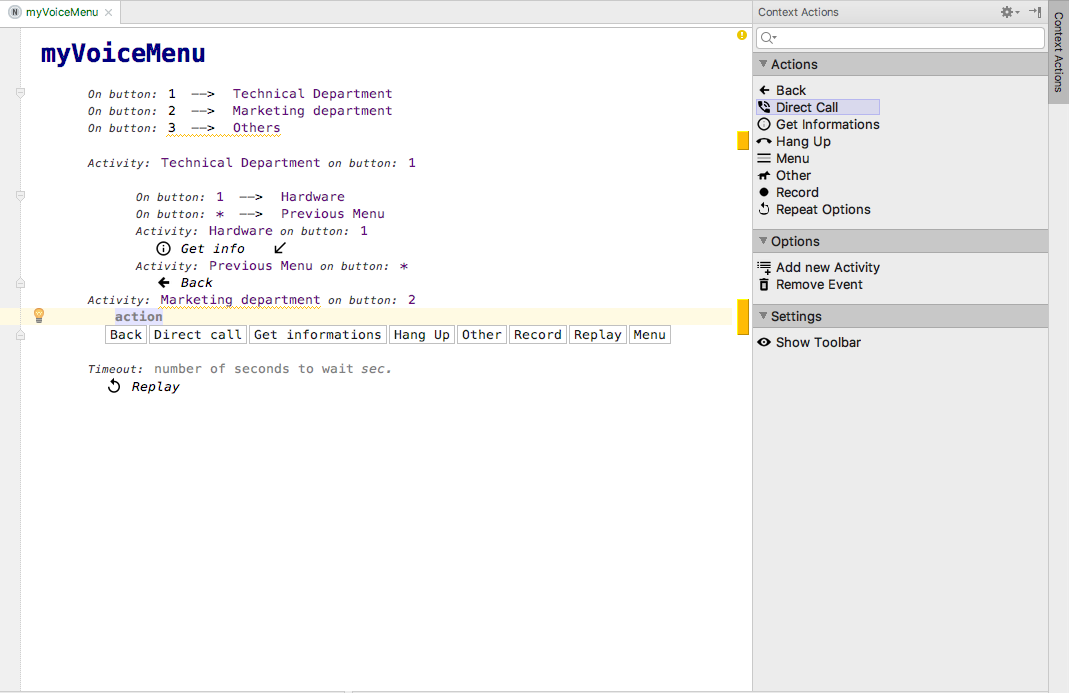 N myVoiceMenu
myVoiceMenu
On button: 1 —–> Technical Department
On button: 2 —–> Marketing department
On button: 3 —–> Others
Activity: Technical Department on button: 1
On button: 1 —–> Hardware
On button: * —–> Previous Menu
Activity: Hardware on button: 1
Get info
Activity: Previous Menu on button: *
Back
Activity: Marketing department on button: 2
action
Back Direct call Get informations Hang Up Other Record Replay Menu
Timeout: number of seconds to wait sec.
Replay
Context Actions
Actions
Back
Direct Call
Get Informations
Hang Up
Menu
Other
Record
Repeat Options
Options
Add new Activity
Remove Event
Settings
Show Toolbar
Context Actions